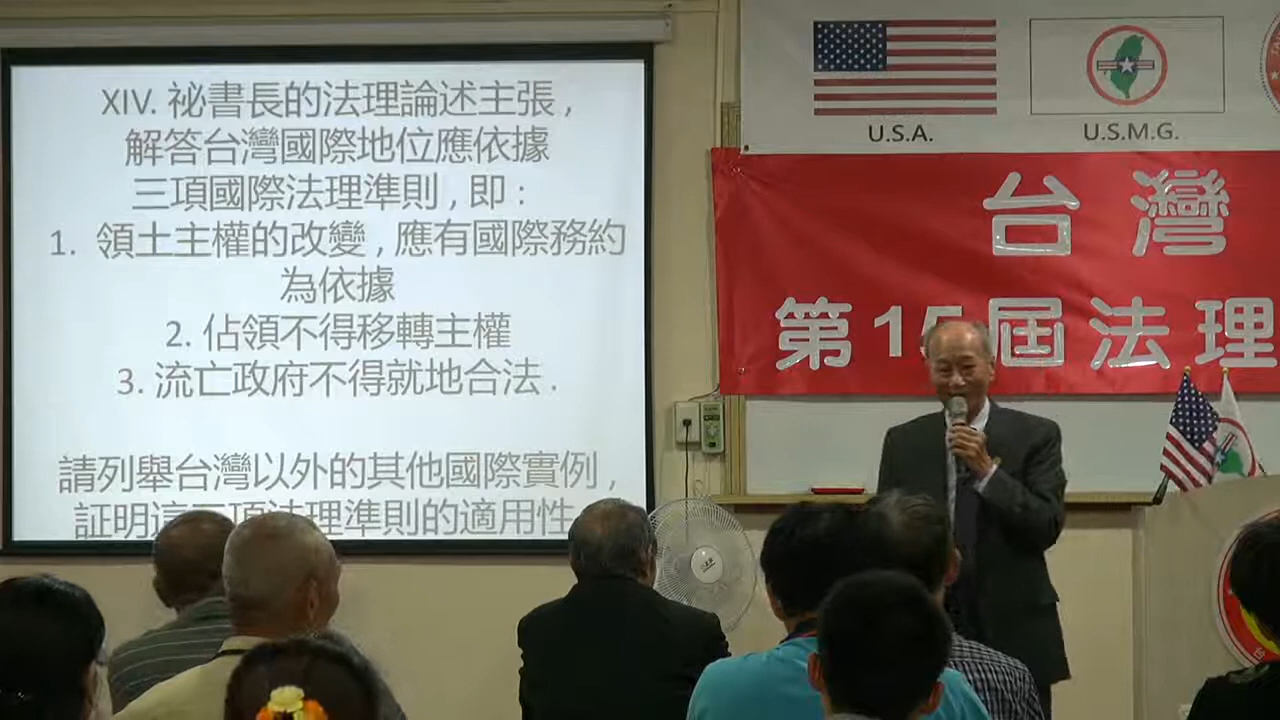 XIV. 祕書長的法理論述主張,
解答台灣國際地位應依據
三項國際法理準則, 即:
1. 領土主權的改變, 應有國際務約
為依據
2. 佔領不得移轉主權
3. 流亡政府不得就地合法.
請列舉台灣以外的其他國際實例,
証明這三項法理準則的適用性
U.S.A.
U.S.M.G.
台灣
第15屆法理